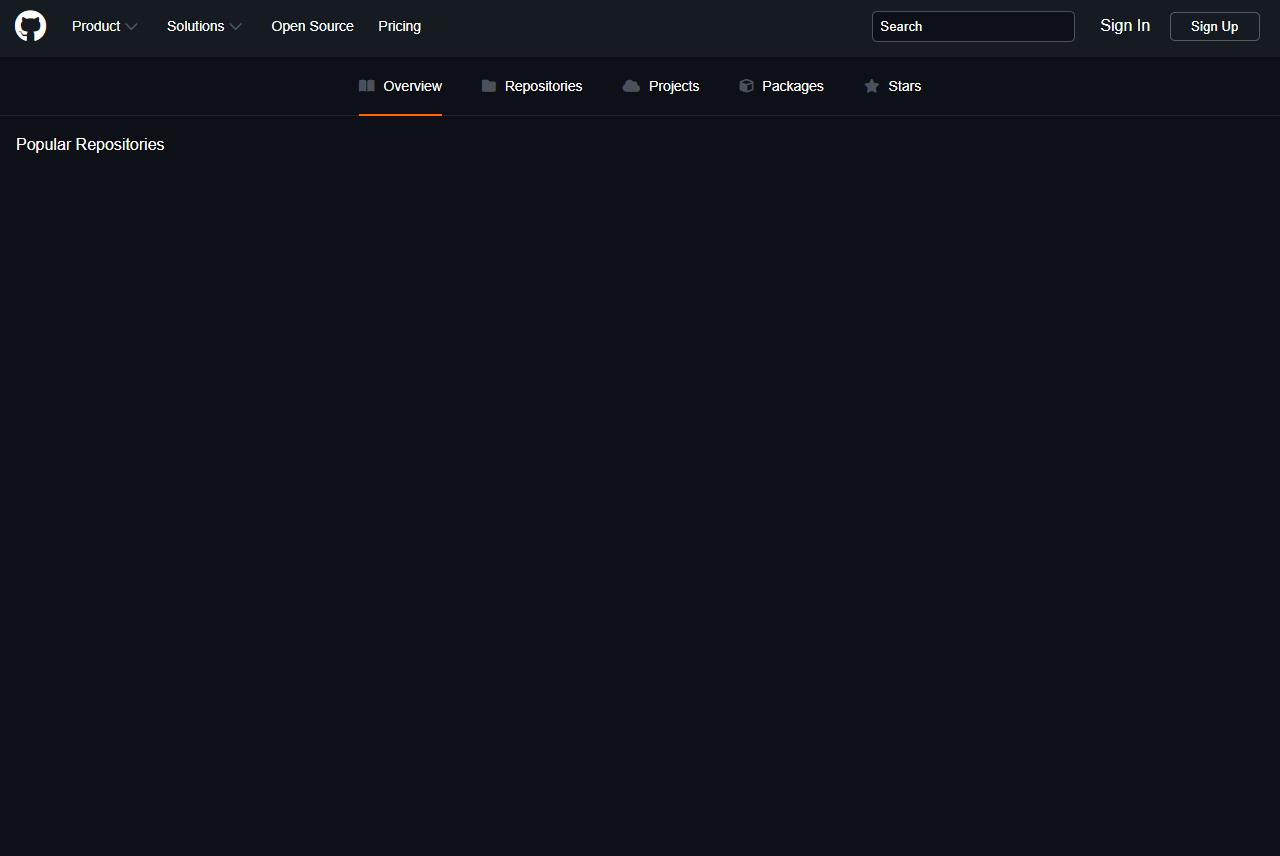 Product Solutions Open Source Pricing Search Sign In Sign Up
Overview Repositories Projects Packages Stars
Popular Repositories